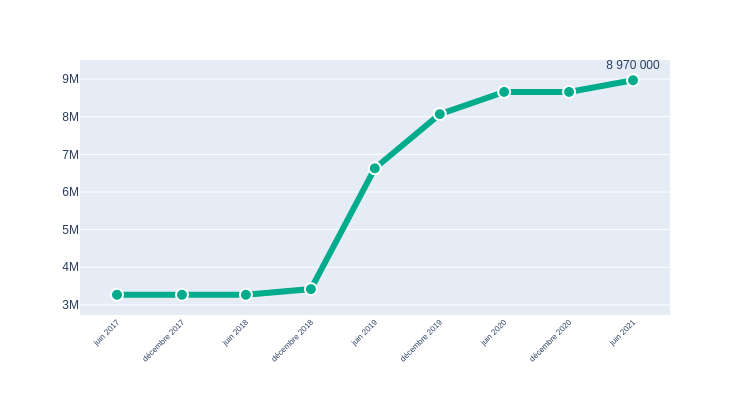 8 970 000
9M
8M
7M
6M
5M
4M
3M
juin 2017
décembre 2017
juin 2018
décembre 2018
juin 2019
décembre 2019
juin 2020
décembre 2020
juin 2021